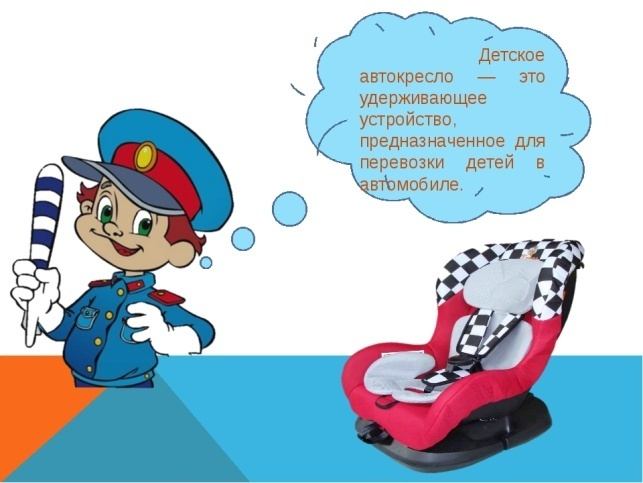 Детское
автокресло — это
удерживающее
устройство,
предназначенное для
перевозки детей в
автомобиле.